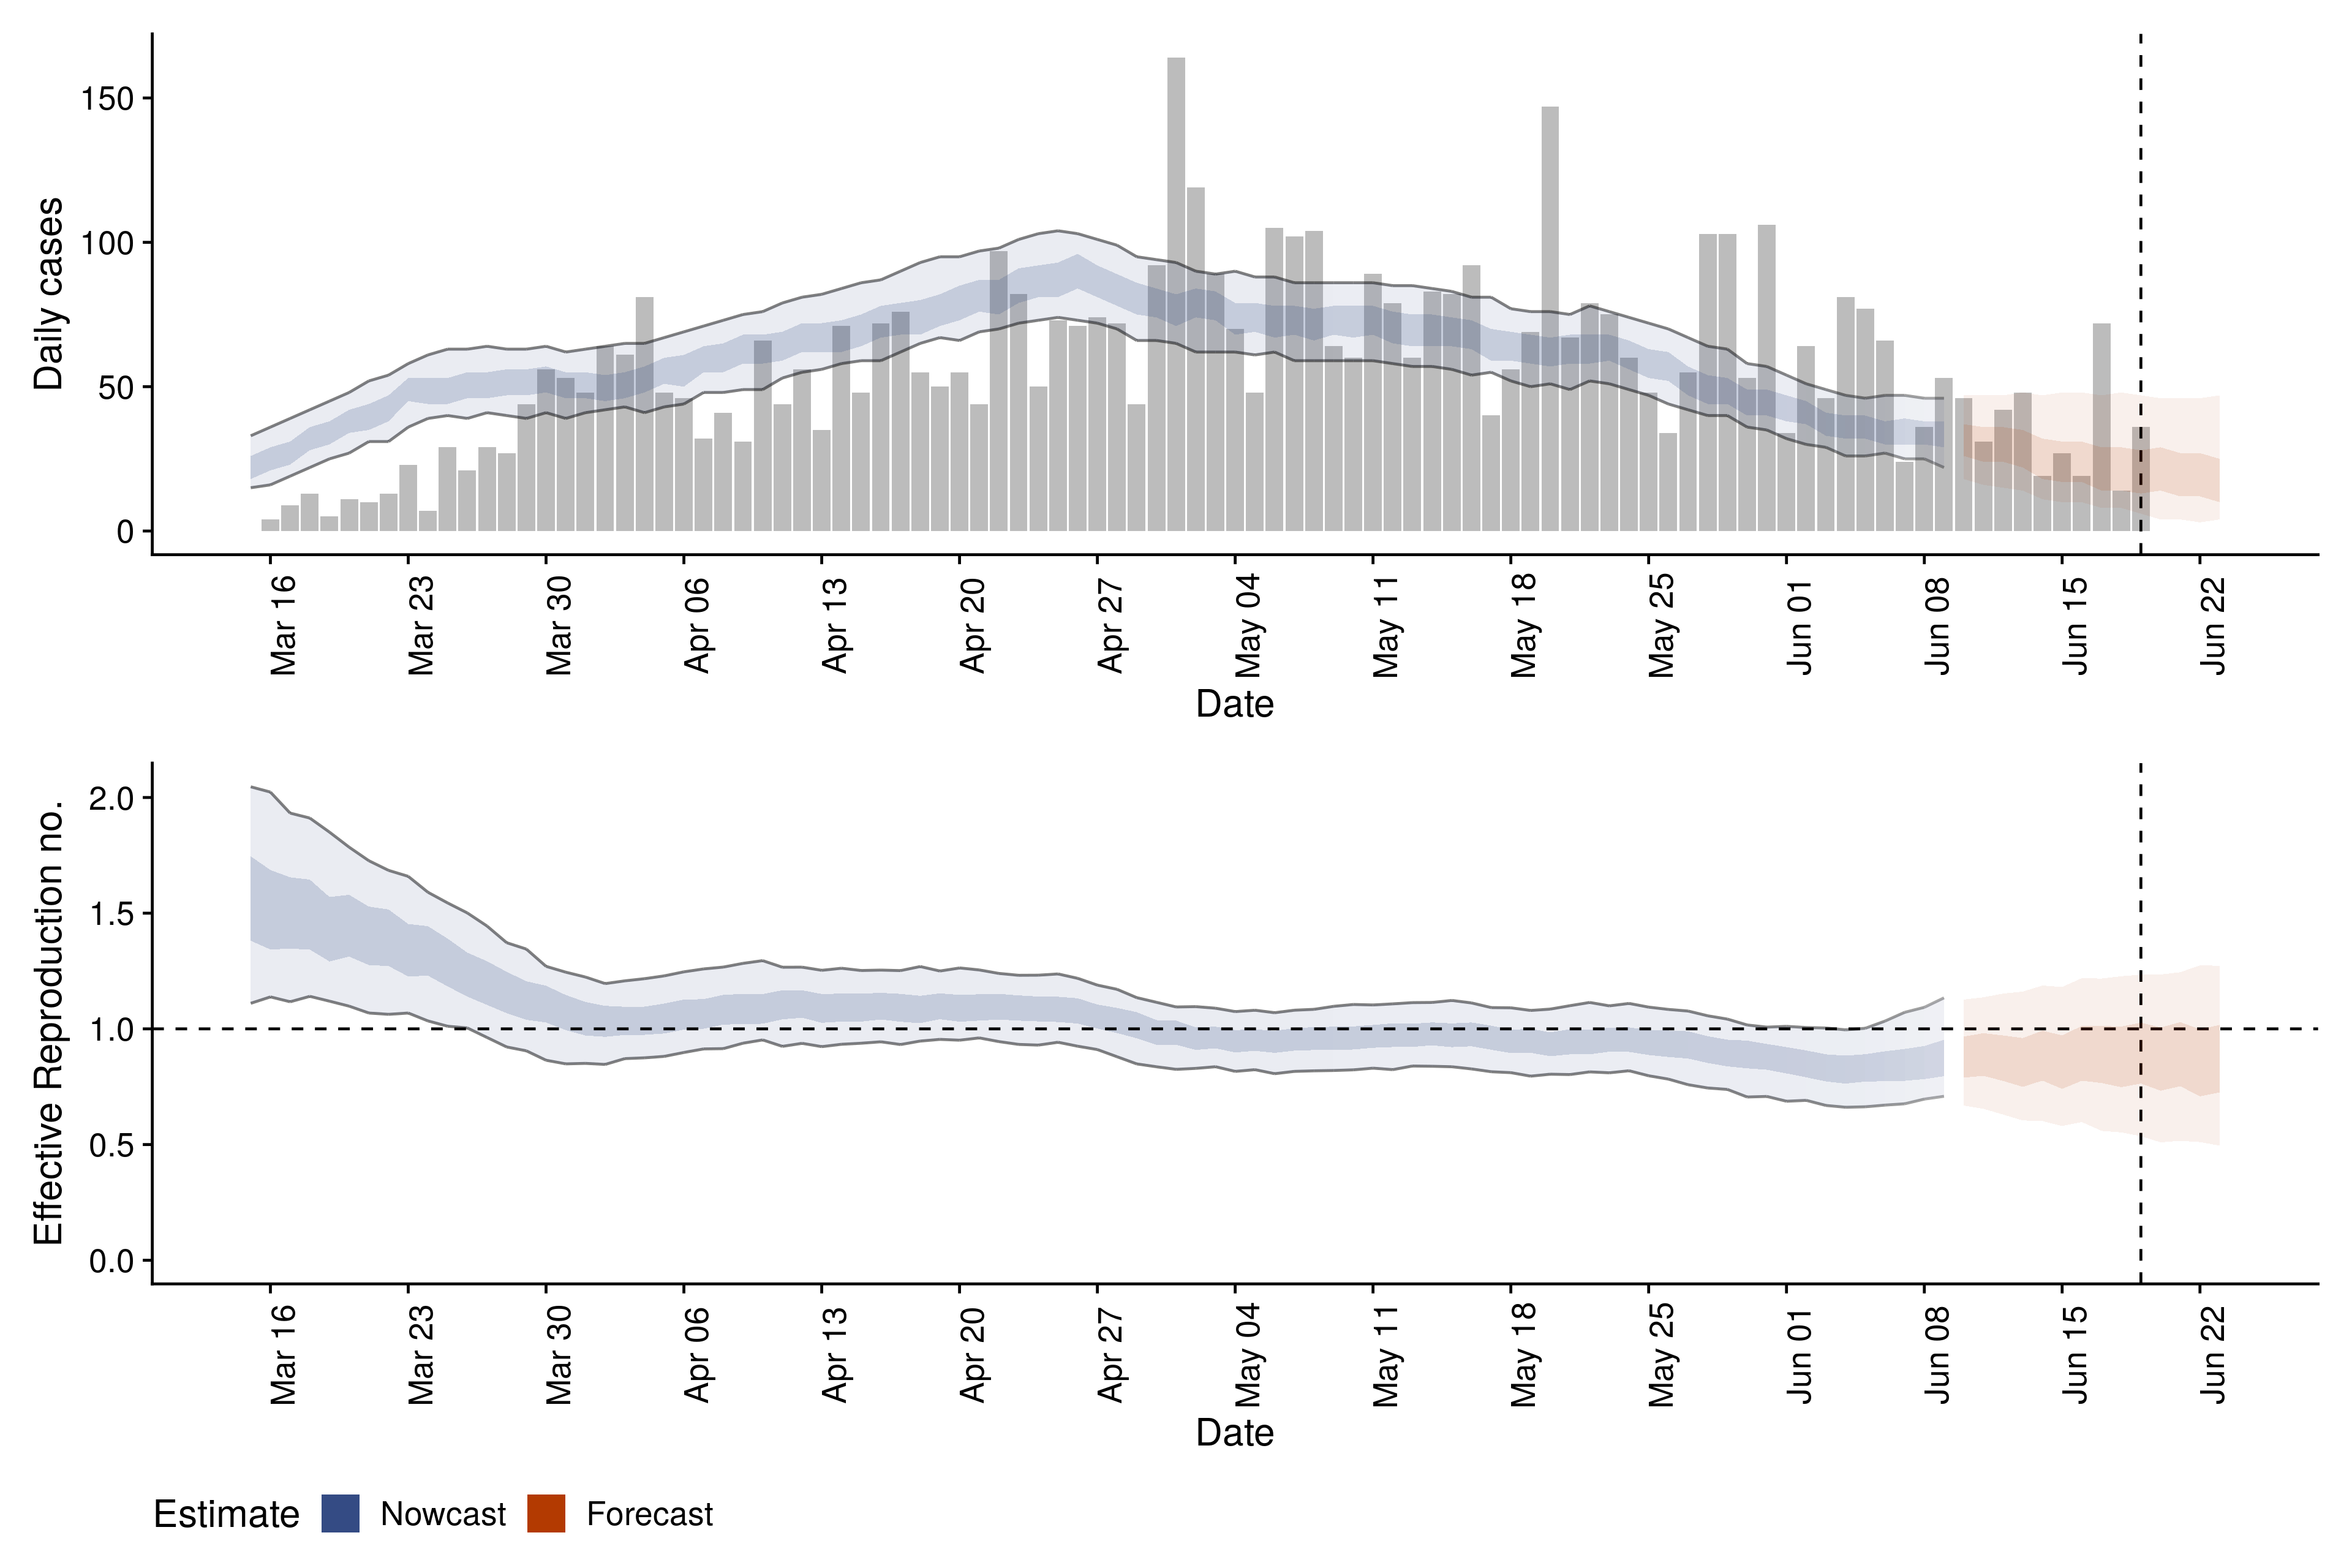 Daily cases
150
100
50
0
Mar 16
Mar 23
Mar 30
Apr 06
Apr 13
Apr 20
Apr 27
May 04
May 11
May 18
May 25
Jun 01
Jun 08
Jun 15
Jun 22
Date
Effective Reproduction no.
2.0
1.5
1.0
0.5
0.0
Mar 16
Mar 23
Mar 30
Apr 06
Apr 13
Apr 20
Apr 27
May 04
May 11
May 18
May 25
Jun 01
Jun 08
Jun 15
Jun 22
Date
Estimate Nowcast Forecast